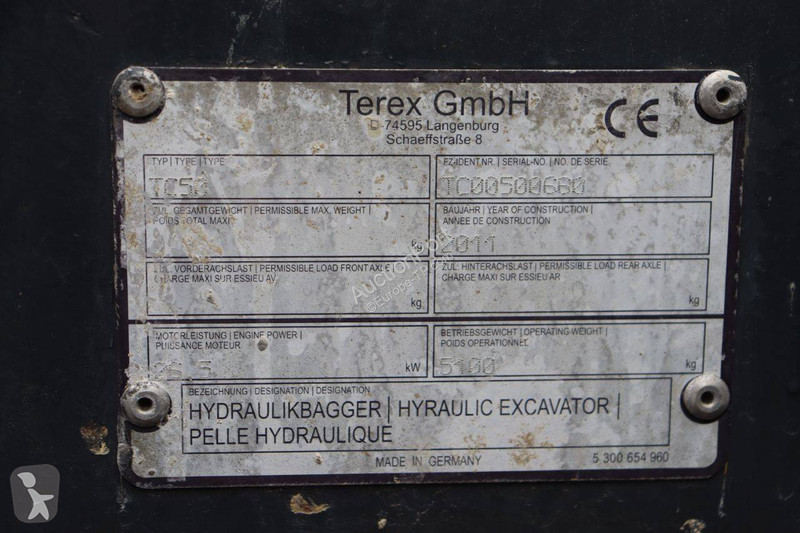 Terex GmbH
D-74595 Langenburg
Schaeffstraße 8
CE
TYP | TYPE | TYPE
TC50
FZ-IDENT.NR. | SERIAL-NO. | NO. DE SERIE.
TC00500680
ZUL. GESAMTGEWICHT | PERMISSIBLE MAX. WEIGHT |
POIDS TOTAL MAXI
kg
BAUJAHR | YEAR OF CONSTRUCTION |
ANNEE DE CONSTRUCTION
2011
ZUL. VORDERACHSLAST | PERMISSIBLE LOAD FRONT AXLE |
CHARGE MAXI SUR ESSIEU AV
kg
ZUL. HINTERACHSLAST | PERMISSIBLE LOAD REAR AXLE |
CHARGE MAXI SUR ESSIEU AR
kg
MOTORLEISTUNG | ENGINE POWER |
PUISSANCE MOTEUR
kW
BETRIEBSGEWICHT | OPERATING WEIGHT |
POIDS OPERATIONNEL
5100
kg
BEZEICHNUNG | DESIGNATION | DESIGNATION
HYDRAULIKBAGGER | HYRAULIC EXCAVATOR |
PELLE HYDRAULIQUE
MADE IN GERMANY
5 300 654 960